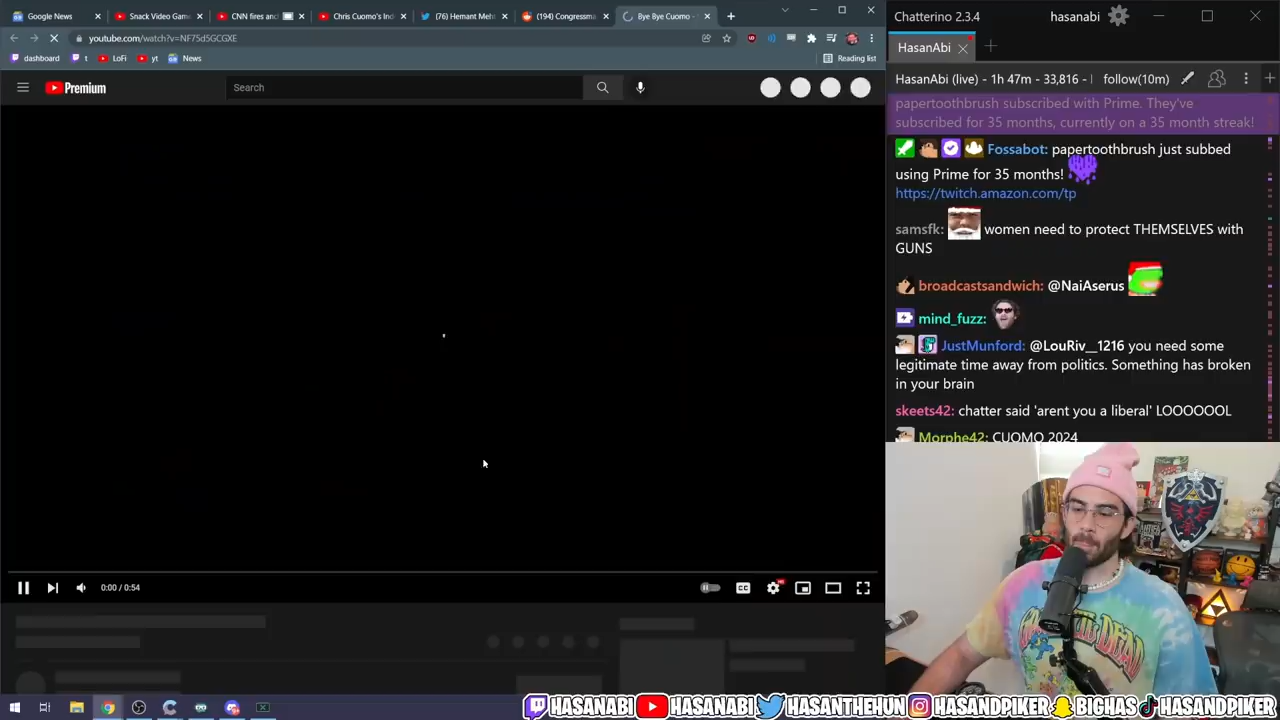 Google News
Snack Video Gam
CNN fires anch
Chris Cuomo's Ind
(76) Hemant Meh
(194) Congressma
Bye Bye Cuomo -
youtube.com/watch?v=NF75d5GCGXE
dashboard
t
LoFi
yt
News
Reading list
Premium
Search
0:00 / 0:54
Chatterino 2.3.4
hasanabi
HasanAbi
HasanAbi (live) - 1h 47m - 33,816 -
follow(10m)
papertoothbrush subscribed with Prime. They've
subscribed for 35 months, currently on a 35 month streak!
Fossabot: papertoothbrush just subbed
using Prime for 35 months!
https://twitch.amazon.com/tp
samsfk: women need to protect THEMSELVES with
GUNS
broadcastsandwich: @NaiAserus
mind_fuzz:
JustMunford: @LouRiv__1216 you need some
legitimate time away from politics. Something has broken
in your brain
skeets42: chatter said 'arent you a liberal' LOOOOOOL
Morphe42: CUOMO 2024
HASANABI HASANABI HASANTHEHUN HASANDPIKER BIGHAS HASANDPIKER